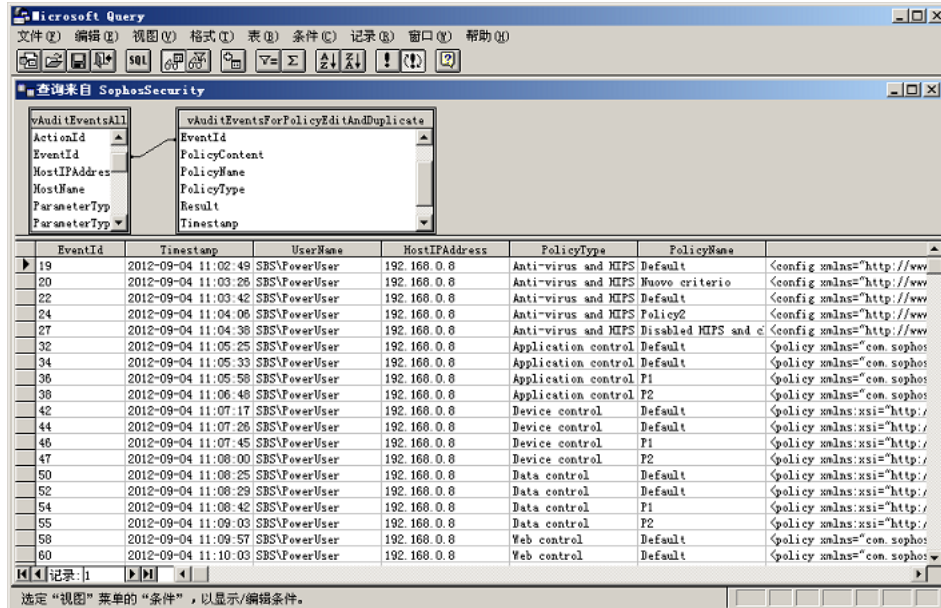 Microsoft Query
文件(F) 编辑(E) 视图(V) 格式(T) 表(B) 条件(C) 记录(R) 窗口(W) 帮助(H)
SQL
查询来自 SophosSecurity
vAuditEventsAll vAuditEventsForPolicyEditAndDuplicate
ActionId EventId
EventId PolicyContent
HostIPAddres PolicyName
HostName PolicyType
ParameterTyp Result
ParameterTyp Timestamp
EventId Timestamp UserName HostIPAddress PolicyType PolicyName
19 2012-09-04 11:02:49 SBS\PowerUser 192.168.0.8 Anti-virus and HIPS Default <config xmlns="http://www
20 2012-09-04 11:03:26 SBS\PowerUser 192.168.0.8 Anti-virus and HIPS Nuovo criterio <config xmlns="http://www
22 2012-09-04 11:03:42 SBS\PowerUser 192.168.0.8 Anti-virus and HIPS Default <config xmlns="http://www
24 2012-09-04 11:04:06 SBS\PowerUser 192.168.0.8 Anti-virus and HIPS Policy2 <config xmlns="http://www
27 2012-09-04 11:04:38 SBS\PowerUser 192.168.0.8 Anti-virus and HIPS Disabled HIPS and c <config xmlns="http://www
32 2012-09-04 11:05:25 SBS\PowerUser 192.168.0.8 Application control Default <policy xmlns="com.sophos
34 2012-09-04 11:05:33 SBS\PowerUser 192.168.0.8 Application control Default <policy xmlns="com.sophos
36 2012-09-04 11:05:58 SBS\PowerUser 192.168.0.8 Application control P1 <policy xmlns="com.sophos
38 2012-09-04 11:06:48 SBS\PowerUser 192.168.0.8 Application control P2 <policy xmlns="com.sophos
42 2012-09-04 11:07:17 SBS\PowerUser 192.168.0.8 Device control Default <policy xmlns:xsi="http:/
44 2012-09-04 11:07:26 SBS\PowerUser 192.168.0.8 Device control Default <policy xmlns:xsi="http:/
46 2012-09-04 11:07:45 SBS\PowerUser 192.168.0.8 Device control P1 <policy xmlns:xsi="http:/
47 2012-09-04 11:08:00 SBS\PowerUser 192.168.0.8 Device control P2 <policy xmlns:xsi="http:/
50 2012-09-04 11:08:25 SBS\PowerUser 192.168.0.8 Data control Default <policy xmlns:xsi="http:/
52 2012-09-04 11:08:29 SBS\PowerUser 192.168.0.8 Data control Default <policy xmlns:xsi="http:/
54 2012-09-04 11:08:42 SBS\PowerUser 192.168.0.8 Data control P1 <policy xmlns:xsi="http:/
55 2012-09-04 11:09:03 SBS\PowerUser 192.168.0.8 Data control P2 <policy xmlns:xsi="http:/
58 2012-09-04 11:09:57 SBS\PowerUser 192.168.0.8 Web control Default <policy xmlns="com.sophos
60 2012-09-04 11:10:03 SBS\PowerUser 192.168.0.8 Web control Default <policy xmlns="com.sophos
记录:1
选定“视图”菜单的“条件”,以显示/编辑条件。